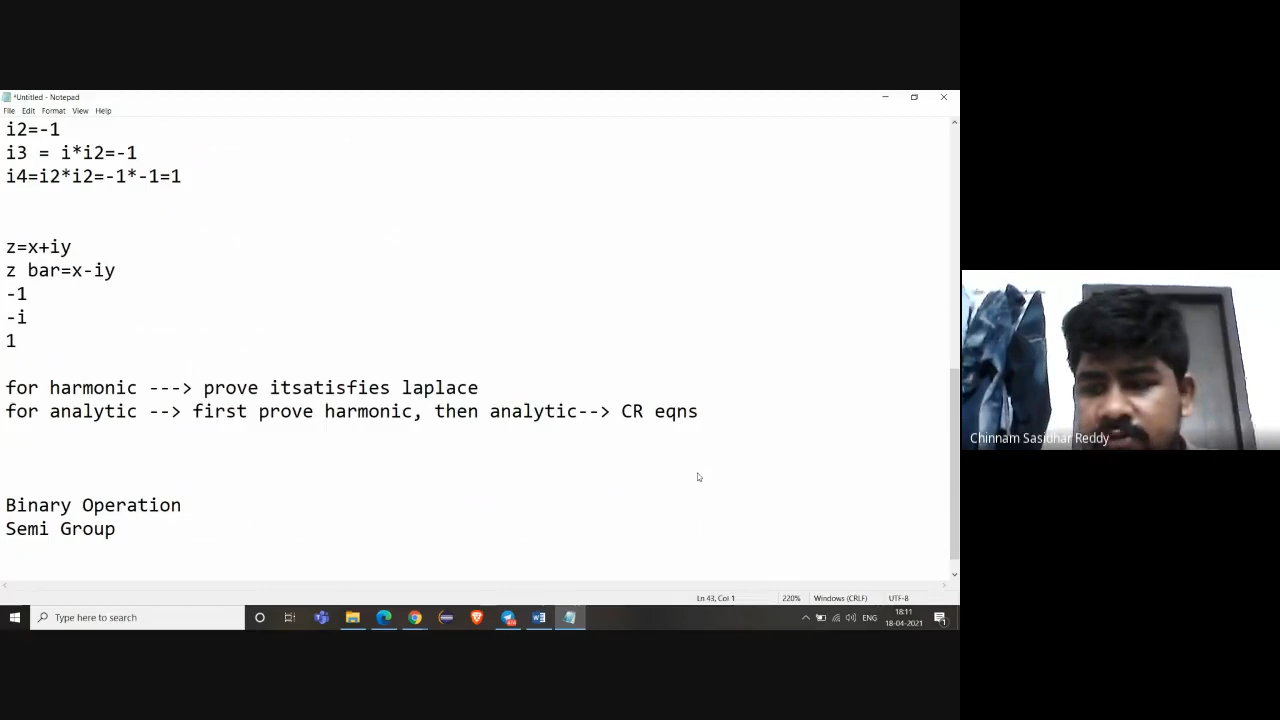 *Untitled - Notepad
File Edit Format View Help
i2=-1
i3 = i*i2=-1
i4=i2*i2=-1*-1=1
z=x+iy
z bar=x-iy
-1
-i
1
for harmonic ---> prove itsatisfies laplace
for analytic --> first prove harmonic, then analytic--> CR eqns
Binary Operation
Semi Group
Ln 43, Col 1 220% Windows (CRLF) UTF-8
Type here to search
ENG
18:11
18-04-2021
Chinnam Sasidhar Reddy